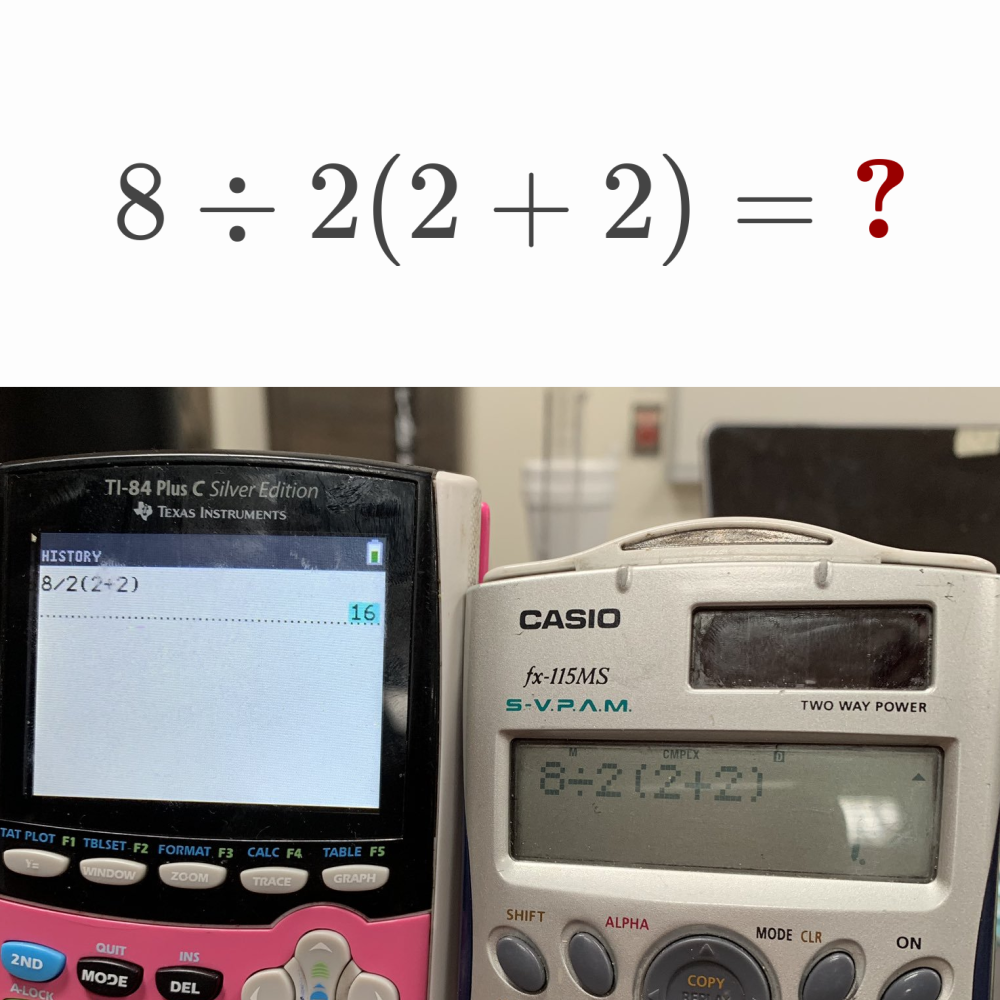 8 ÷ 2(2 + 2) = ?
TI-84 Plus C Silver Edition
TEXAS INSTRUMENTS
HISTORY
8/2(2+2)
16
TAT PLOT F1 TBLSET F2 FORMAT F3 CALC F4 TABLE F5
Y= WINDOW ZOOM TRACE GRAPH
2ND
QUIT
MODE
INS
DEL
A-LOCK
CASIO
fx-115MS
S-V.P.A.M.
TWO WAY POWER
M CMPLX D
8÷2(2+2)
1.
SHIFT
ALPHA
MODE CLR
ON
COPY
REPLAY